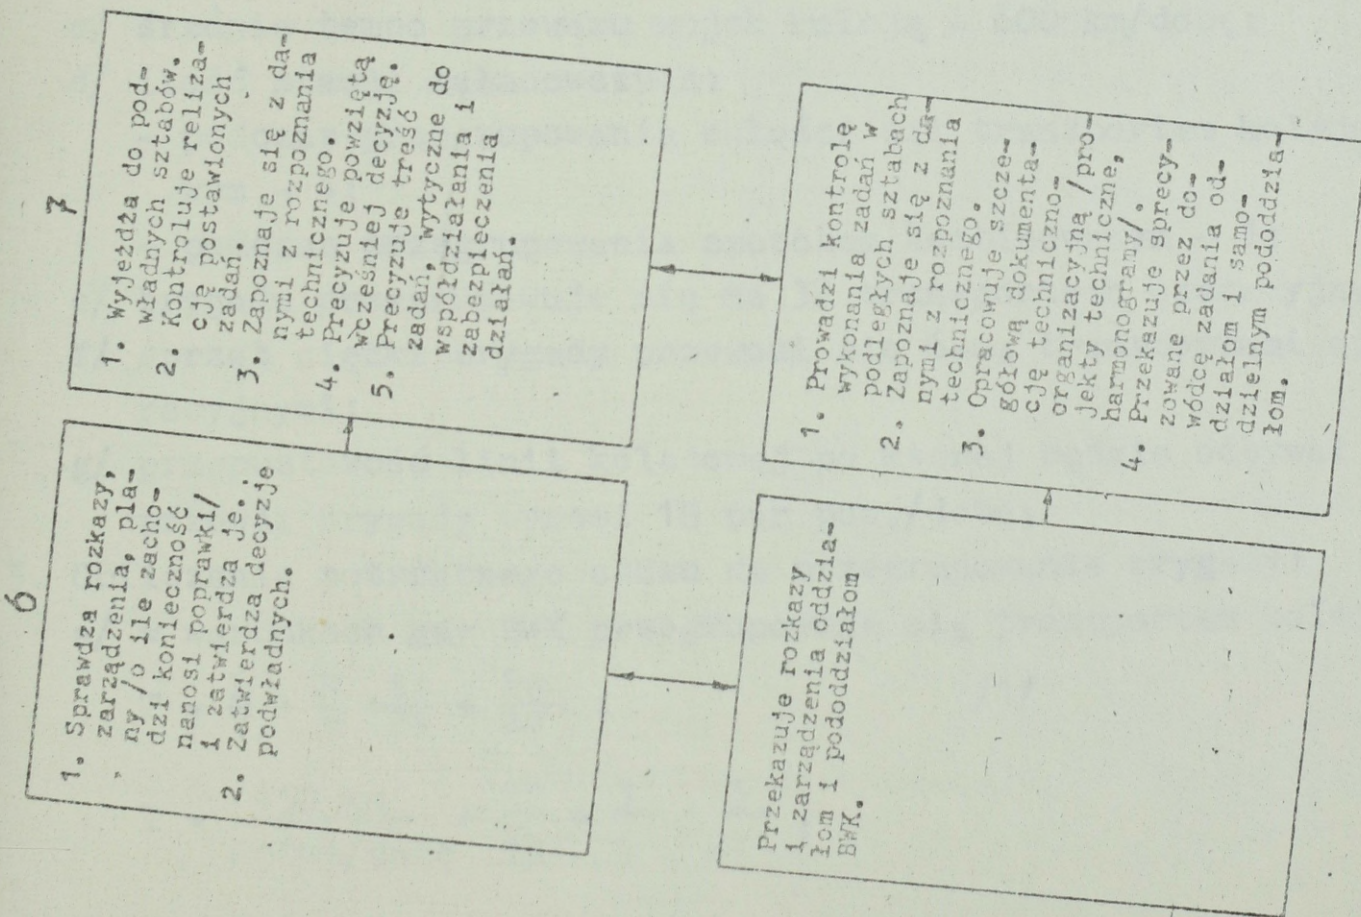 6
1. Sprawdza rozkazy,
zarządzenia, pla-
ny /o ile zacho-
dzi konieczność
nanosi poprawki/
i zatwierdza je.
2. Zatwierdza decyzje
podwładnych.
7
1. Wyjeżdża do pod-
władnych sztabów.
2. Kontroluje reliza-
cję postawionych
zadań.
3. Zapoznaje się z da-
nymi z rozpoznania
technicznego.
4. Precyzuje powziętą
wcześniej decyzję.
5. Precyzuje treść
zadań, wytyczne do
współdziałania i
zabezpieczenia
działań.
Przekazuje rozkazy
i zarządzenia oddzia-
łom i pododdziałom
BWK.
1. Prowadzi kontrolę
wykonania zadań w
podległych sztabach
2. Zapoznaje się z da-
nymi z rozpoznania
technicznego.
3. Opracowuje szcze-
gółową dokumenta-
cję techniczno-
organizacyjną /pro-
jekty techniczne,
harmonogramy/.
4. Przekazuje sprecy-
zowane przez do-
wódcę zadania od-
działom i samo-
dzielnym pododdzia-
łom.